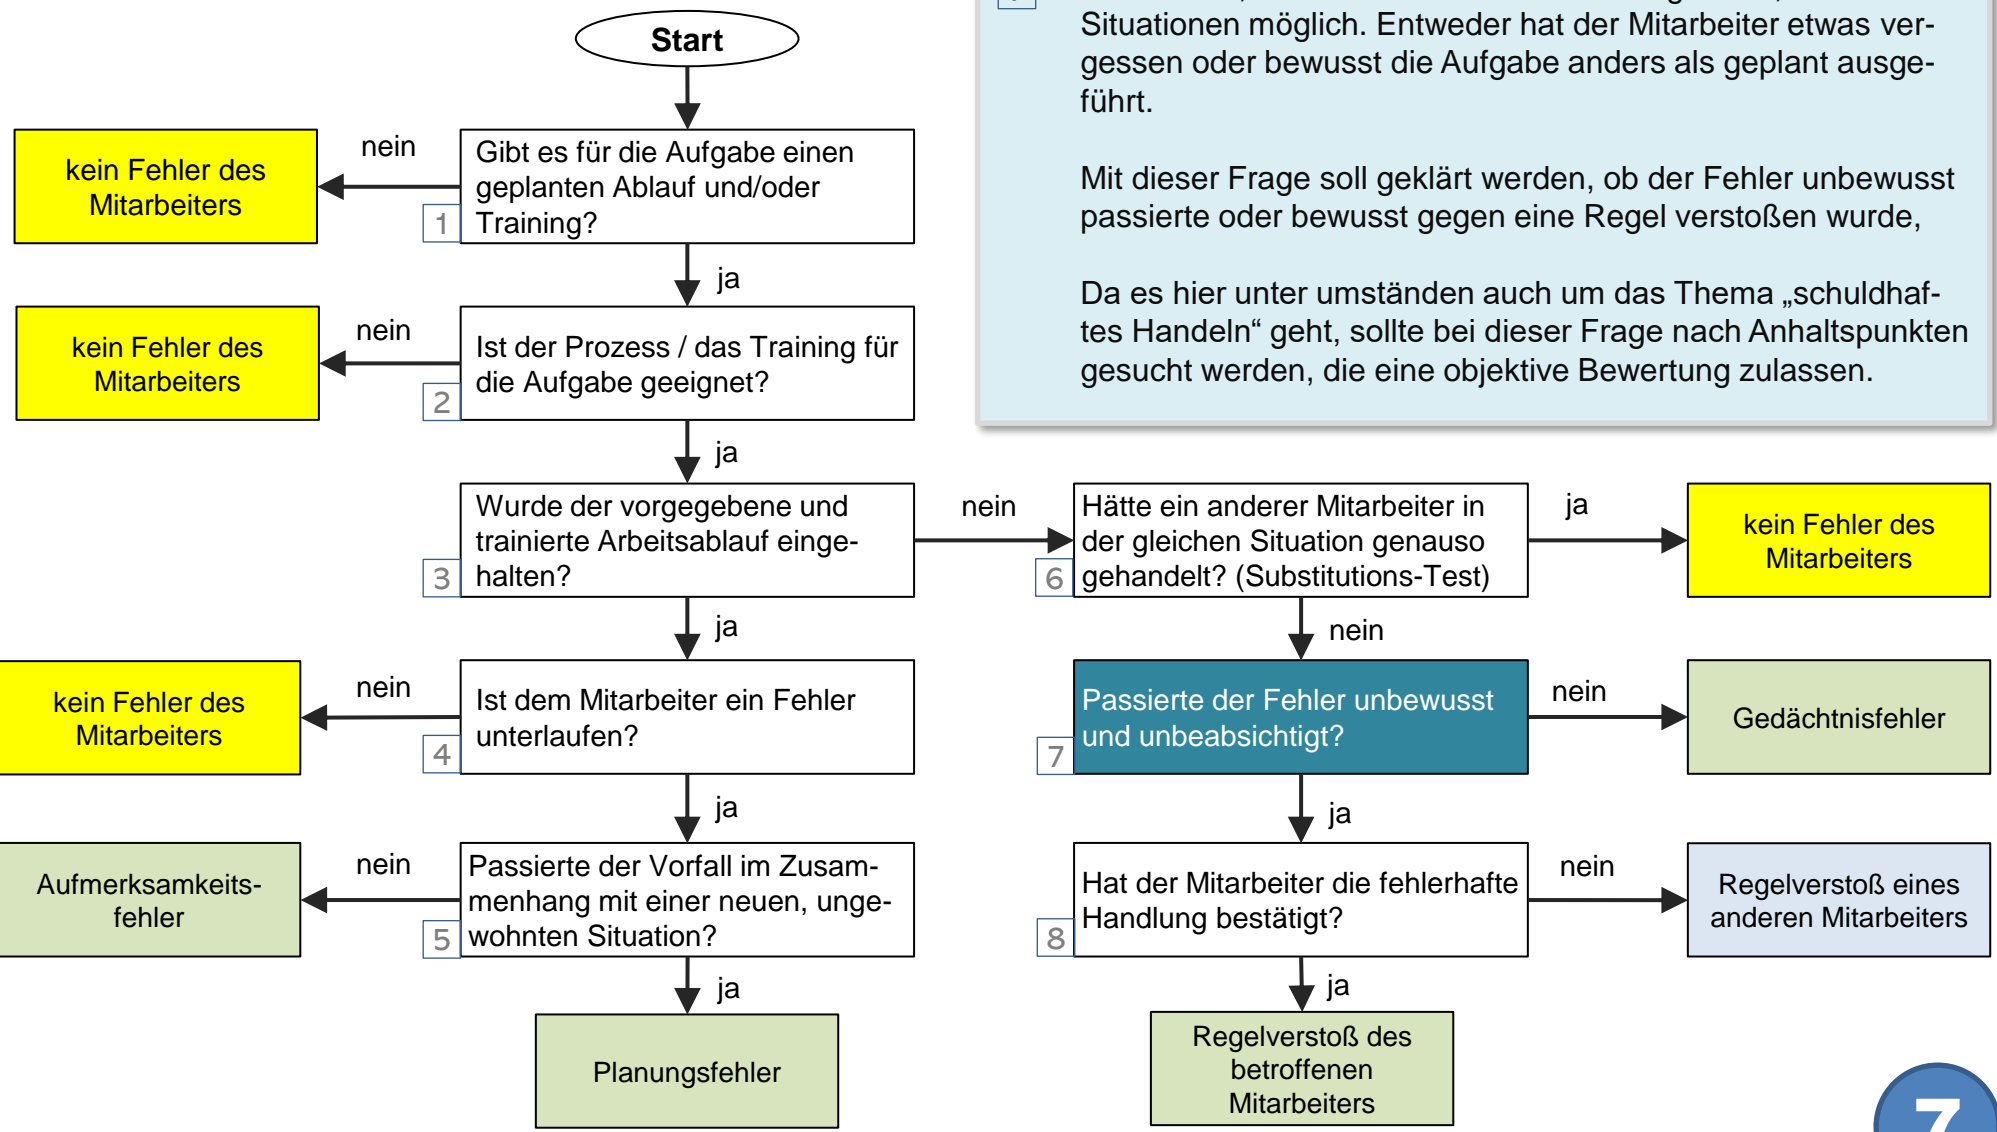 Start
Situationen möglich. Entweder hat der Mitarbeiter etwas ver-
gessen oder bewusst die Aufgabe anders als geplant ausge-
führt.
Mit dieser Frage soll geklärt werden, ob der Fehler unbewusst
passierte oder bewusst gegen eine Regel verstoßen wurde,
Da es hier unter umständen auch um das Thema „schuldhaf-
tes Handeln“ geht, sollte bei dieser Frage nach Anhaltspunkten
gesucht werden, die eine objektive Bewertung zulassen.
kein Fehler des
Mitarbeiters
nein
Gibt es für die Aufgabe einen
geplanten Ablauf und/oder
Training?
1
ja
kein Fehler des
Mitarbeiters
nein
Ist der Prozess / das Training für
die Aufgabe geeignet?
2
ja
Wurde der vorgegebene und
trainierte Arbeitsablauf einge-
halten?
3
nein
Hätte ein anderer Mitarbeiter in
der gleichen Situation genauso
gehandelt? (Substitutions-Test)
6
ja
kein Fehler des
Mitarbeiters
ja
nein
kein Fehler des
Mitarbeiters
nein
Ist dem Mitarbeiter ein Fehler
unterlaufen?
4
Passierte der Fehler unbewusst
und unbeabsichtigt?
7
nein
Gedächtnisfehler
ja
ja
Aufmerksamkeits-
fehler
nein
Passierte der Vorfall im Zusam-
menhang mit einer neuen, unge-
wohnten Situation?
5
Hat der Mitarbeiter die fehlerhafte
Handlung bestätigt?
8
nein
Regelverstoß eines
anderen Mitarbeiters
ja
ja
Planungsfehler
Regelverstoß des
betroffenen
Mitarbeiters
7